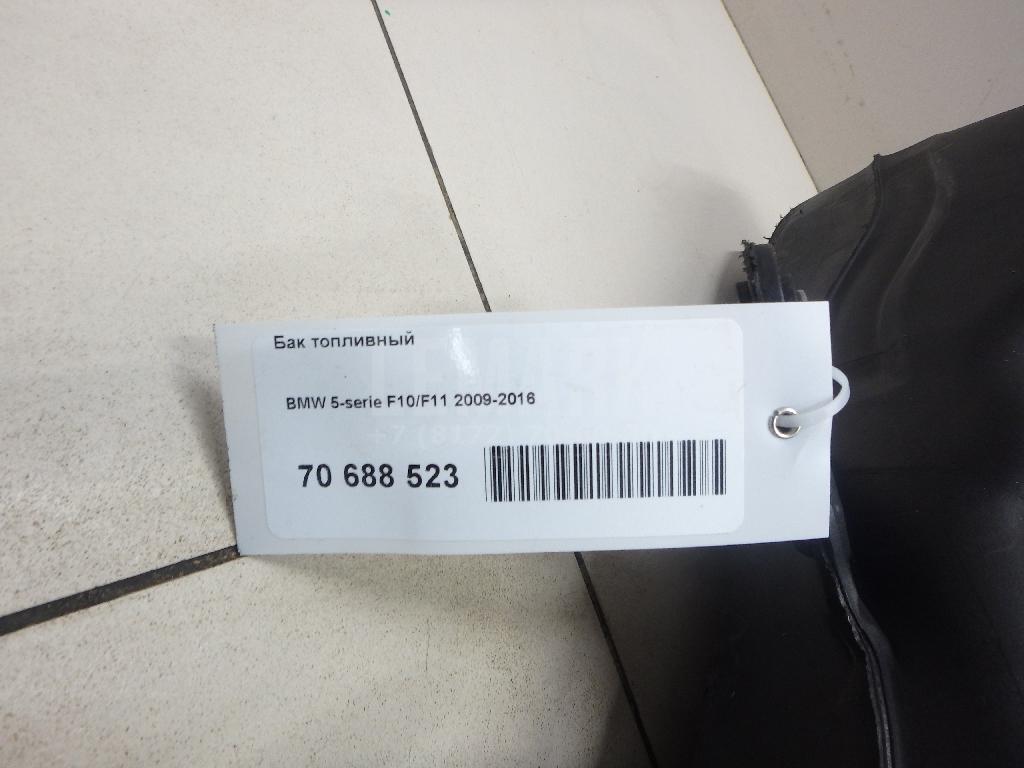 Бак топливный
BMW 5-serie F10/F11 2009-2016
70 688 523